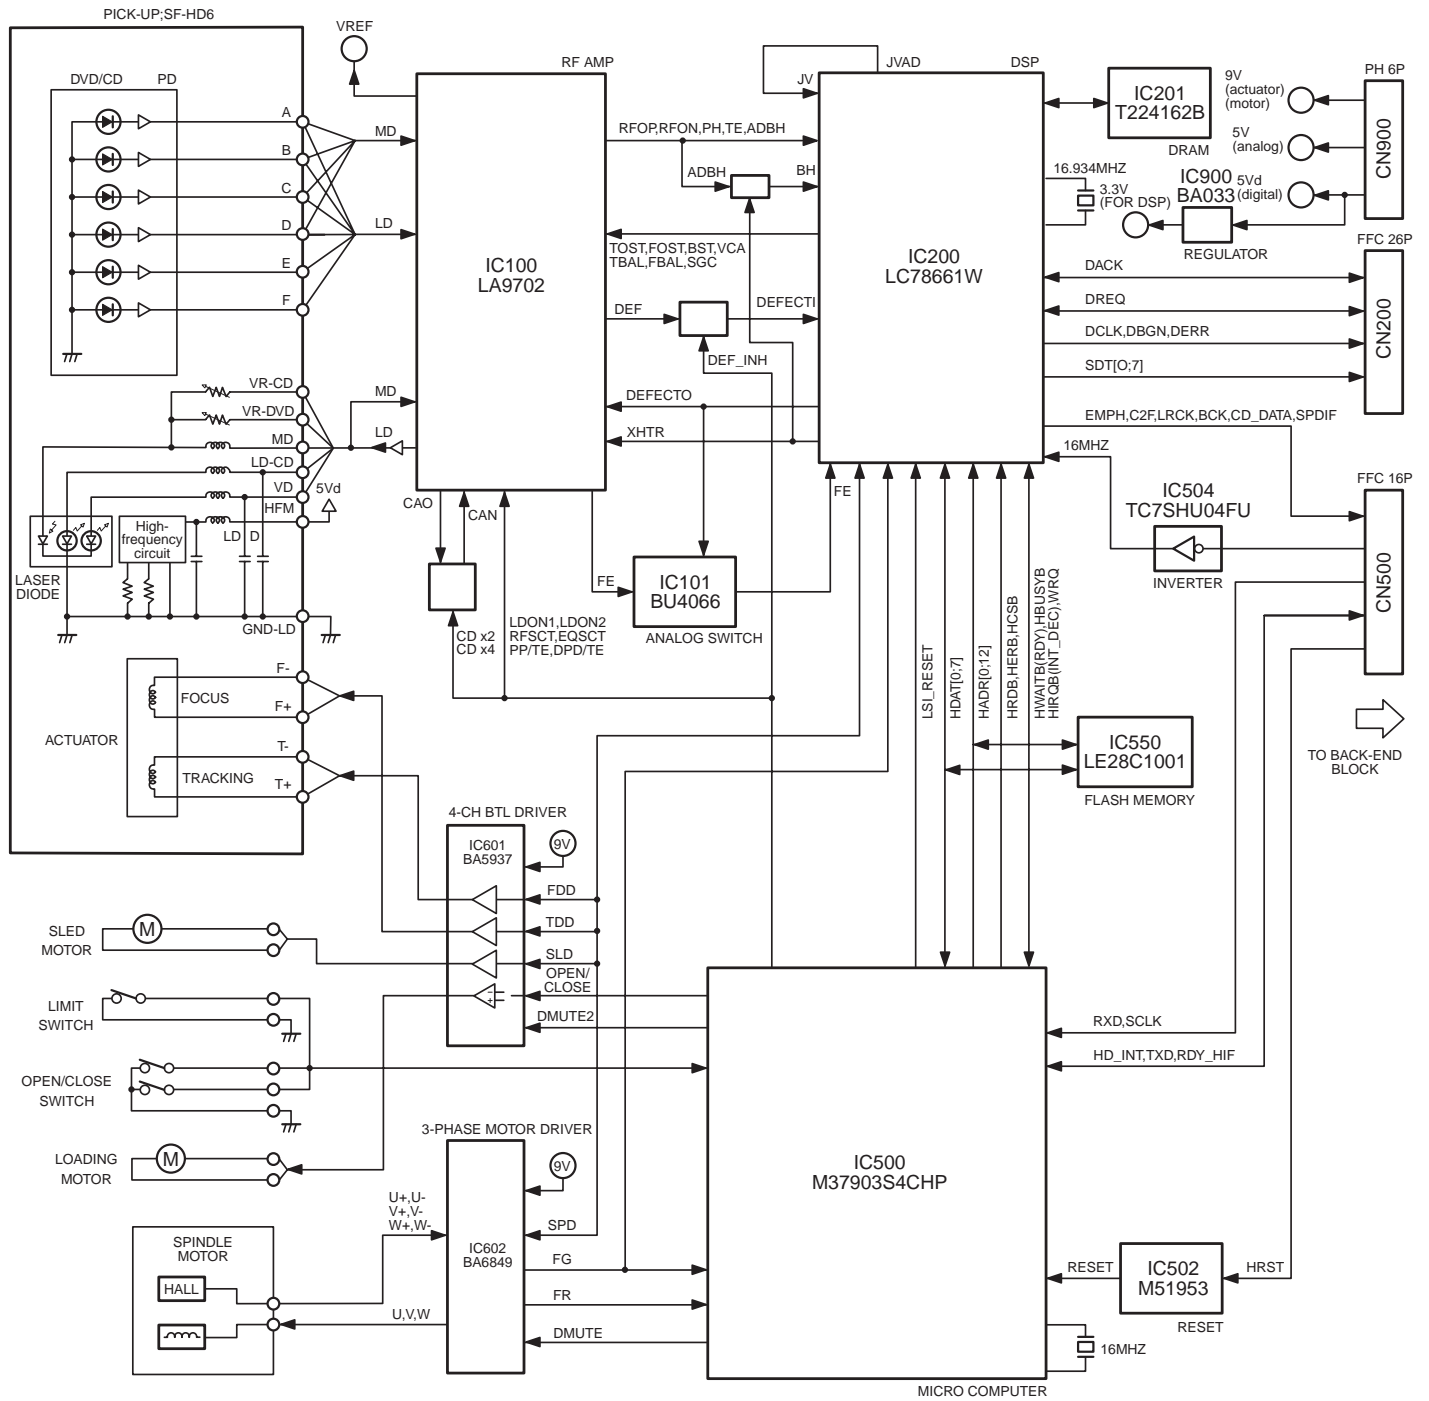 PICK-UP;SF-HD6
DVD/CD
PD
A
B
C
D
E
F
VR-CD
VR-DVD
MD
LD-CD
VD
HFM
5Vd
LD
D
High-
frequency
circuit
LASER
DIODE
GND-LD
F-
FOCUS
F+
ACTUATOR
T-
TRACKING
T+
VREF
MD
LD
MD
LD
RF AMP
IC100
LA9702
CAO
CAN
CD x2
CD x4
LDON1,LDON2
RFSCT,EQSCT
PP/TE,DPD/TE
RFOP,RFON,PH,TE,ADBH
ADBH
BH
TOST,FOST,BST,VCA
TBAL,FBAL,SGC
DEF
DEFECTI
DEF_INH
DEFECTO
XHTR
FE
FE
IC101
BU4066
ANALOG SWITCH
JV
JVAD
DSP
IC200
LC78661W
IC201
T224162B
DRAM
16.934MHZ
3.3V
(FOR DSP)
IC900
BA033
REGULATOR
9V
(actuator)
(motor)
5V
(analog)
5Vd
(digital)
PH 6P
CN900
FFC 26P
CN200
DACK
DREQ
DCLK,DBGN,DERR
SDT[O;7]
EMPH,C2F,LRCK,BCK,CD_DATA,SPDIF
16MHZ
FFC 16P
CN500
IC504
TC7SHU04FU
INVERTER
LSI_RESET
HDAT[0;7]
HADR[0;12]
HRDB,HERB,HCSB
HWAITB(RDY),HBUSYB
HIRQB(INT_DEC),WRQ
IC550
LE28C1001
FLASH MEMORY
TO BACK-END
BLOCK
4-CH BTL DRIVER
IC601
BA5937
9V
FDD
TDD
SLD
OPEN/
CLOSE
DMUTE2
SLED
MOTOR
M
LIMIT
SWITCH
OPEN/CLOSE
SWITCH
LOADING
MOTOR
M
3-PHASE MOTOR DRIVER
IC602
BA6849
9V
SPD
FG
FR
DMUTE
U+,U-
V+,V-
W+,W-
U,V,W
SPINDLE
MOTOR
HALL
IC500
M37903S4CHP
MICRO COMPUTER
RXD,SCLK
HD_INT,TXD,RDY_HIF
RESET
IC502
M51953
RESET
HRST
16MHZ